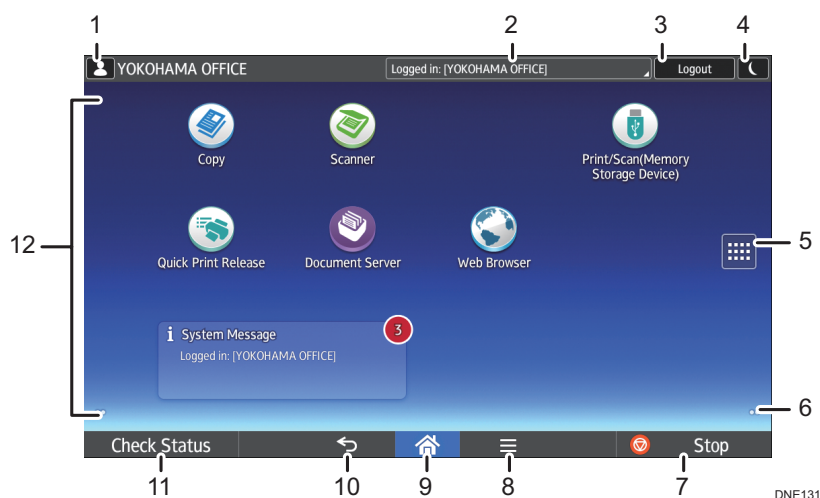 1
2
3
4
YOKOHAMA OFFICE
Logged in: [YOKOHAMA OFFICE]
Logout
Copy
Scanner
Print/Scan(Memory
Storage Device)
12
5
Quick Print Release
Document Server
Web Browser
i System Message
3
Logged in: [YOKOHAMA OFFICE]
6
Check Status
Stop
11
10
9
8
7
DNE131